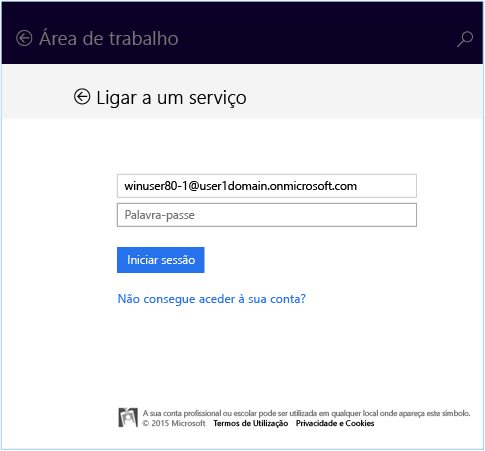 Área de trabalho
Ligar a um serviço
winuser80-1@user1domain.onmicrosoft.com
Palavra-passe
Iniciar sessão
Não consegue aceder à sua conta?
A sua conta profissional ou escolar pode ser utilizada em qualquer local onde apareça este símbolo.
© 2015 Microsoft Termos de Utilização Privacidade e Cookies